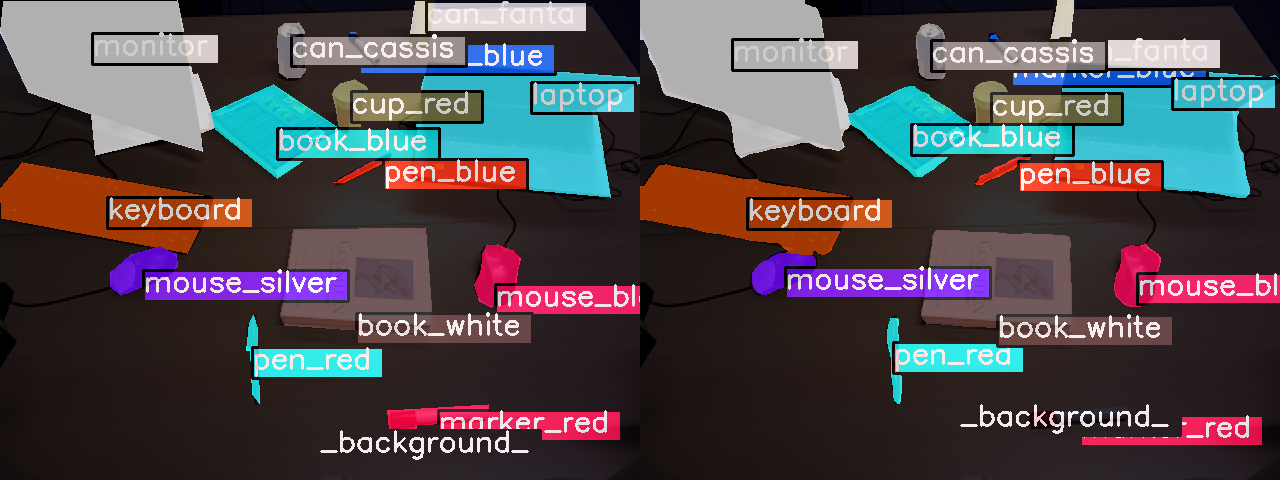 can_fanta
monitor
can_cassis
_blue
laptop
cup_red
book_blue
pen_blue
keyboard
mouse_silver
mouse_bl
book_white
pen_red
marker_red
_background_
monitor
can_cassis
_fanta
marker_blue
laptop
cup_red
book_blue
pen_blue
keyboard
mouse_silver
mouse_bl
book_white
pen_red
_background_
_red